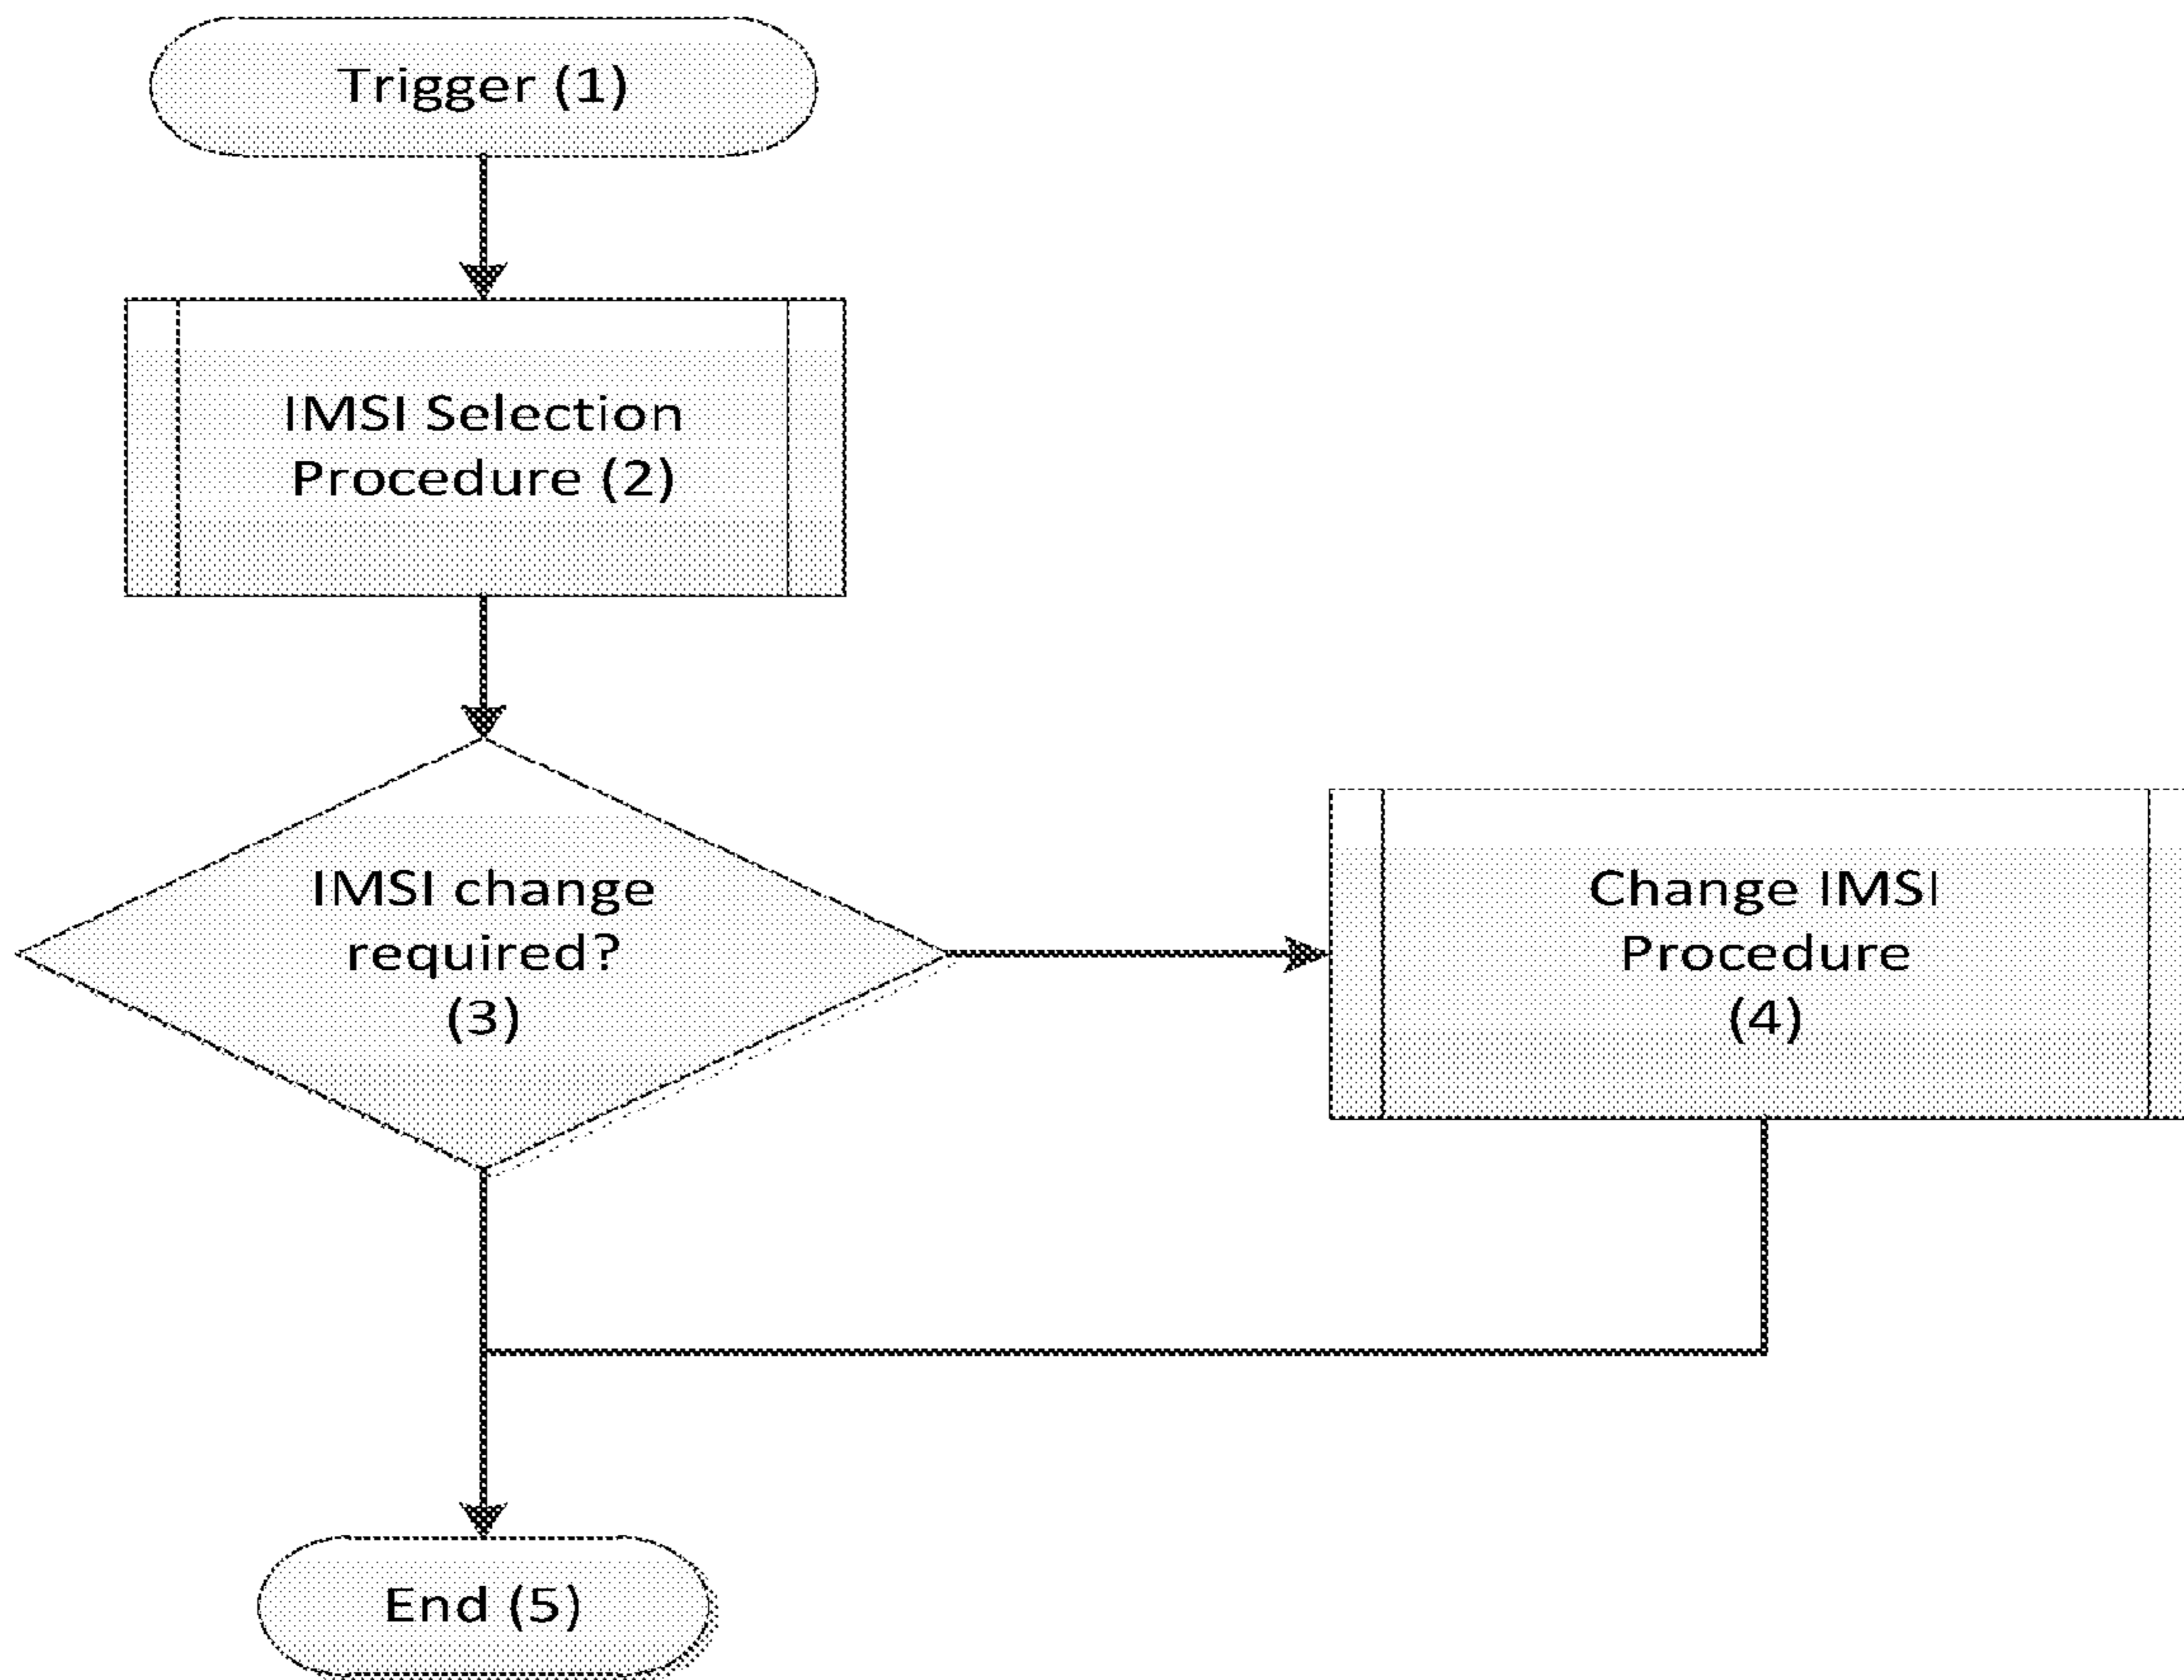 Trigger (1)
IMSI Selection
Procedure (2)
IMSI change
required?
(3)
Change IMSI
Procedure
(4)
End (5)